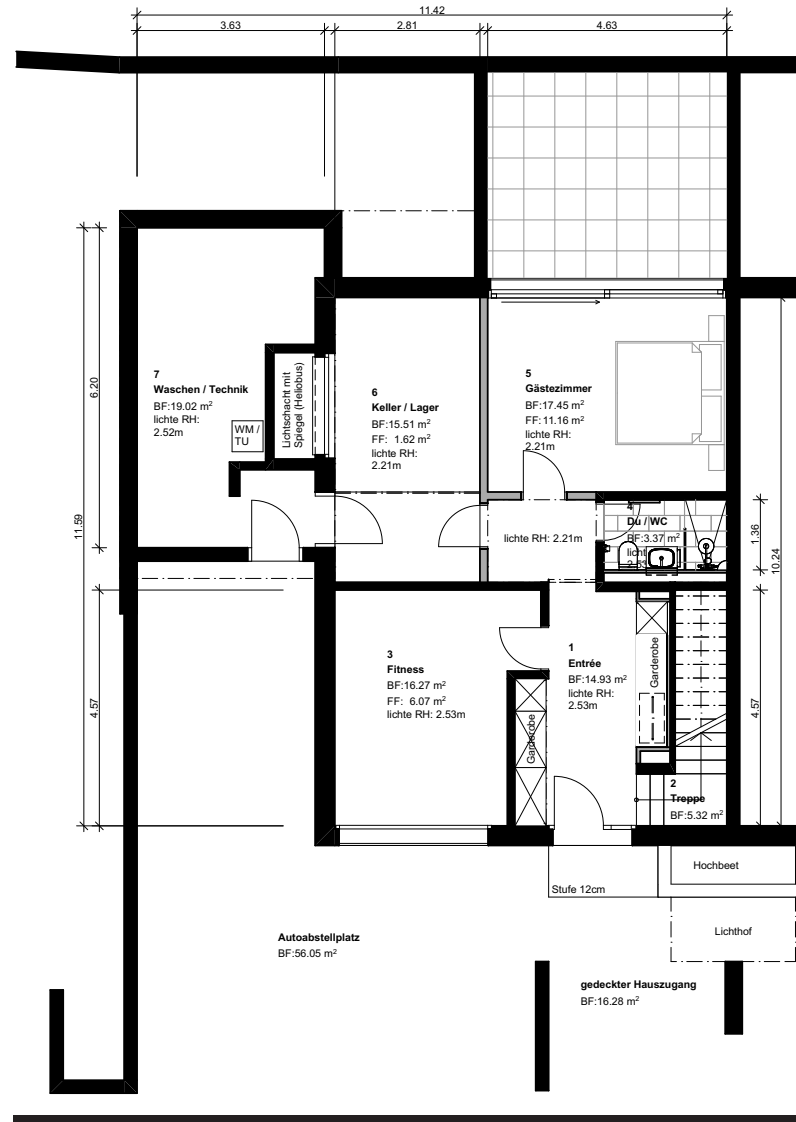 11.42
3.63
2.81
4.63
6.20
11.59
4.57
1.36
10.24
4.57
7
Waschen / Technik
BF:19.02 m²
lichte RH:
2.52m
WM /
TU
Lichtschacht mit
Spiegel (Heliobus)
6
Keller / Lager
BF:15.51 m²
FF: 1.62 m²
lichte RH:
2.21m
5
Gästezimmer
BF:17.45 m²
FF: 11.16 m²
lichte RH:
2.21m
lichte RH: 2.21m
4
Du / WC
BF:3.37 m²
licht
3
Fitness
BF:16.27 m²
FF: 6.07 m²
lichte RH: 2.53m
1
Entrée
BF:14.93 m²
lichte RH:
2.53m
Garderobe
Garderobe
2
Treppe
BF:5.32 m²
Hochbeet
Stufe 12cm
Lichthof
Autoabstellplatz
BF:56.05 m²
gedeckter Hauszugang
BF:16.28 m²